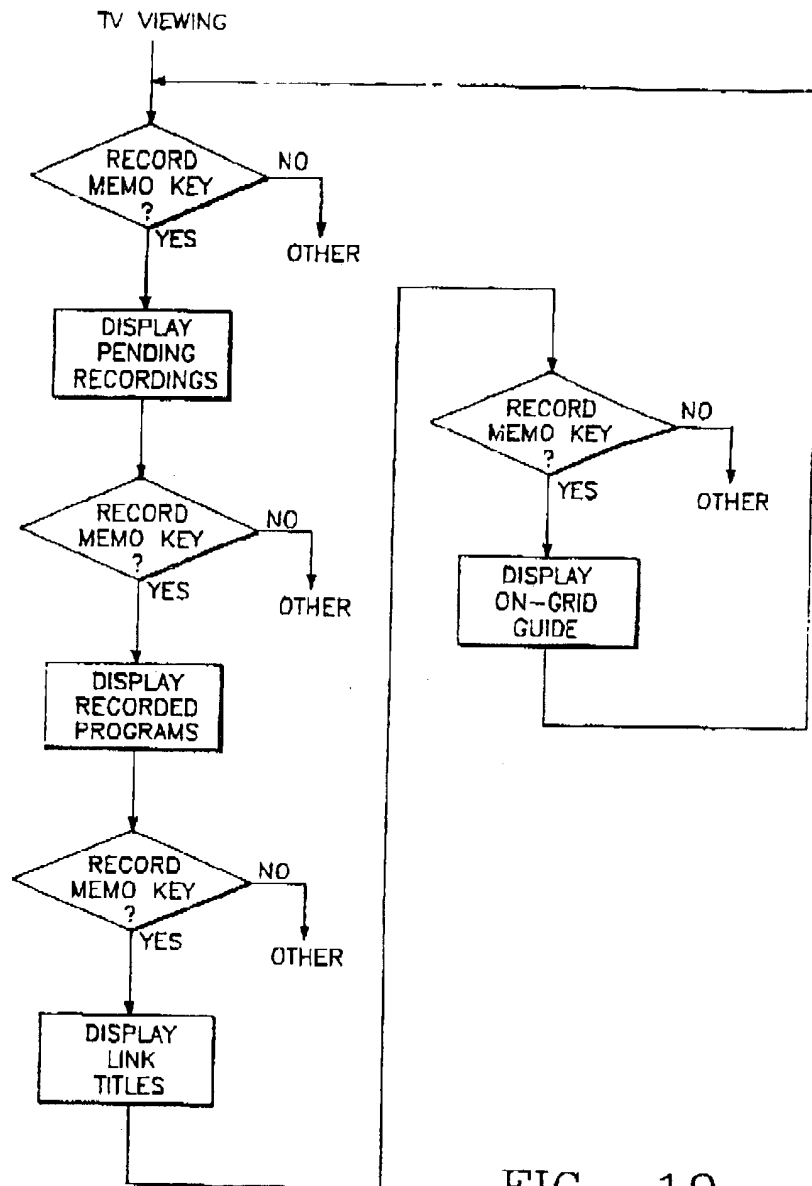 TV VIEWING
RECORD
MEMO KEY
?
NO
YES
OTHER
DISPLAY
PENDING
RECORDINGS
RECORD
MEMO KEY
?
NO
YES
OTHER
DISPLAY
RECORDED
PROGRAMS
RECORD
MEMO KEY
?
NO
YES
OTHER
DISPLAY
LINK
TITLES
RECORD
MEMO KEY
?
NO
YES
OTHER
DISPLAY
ON-GRID
GUIDE
FIG. 19